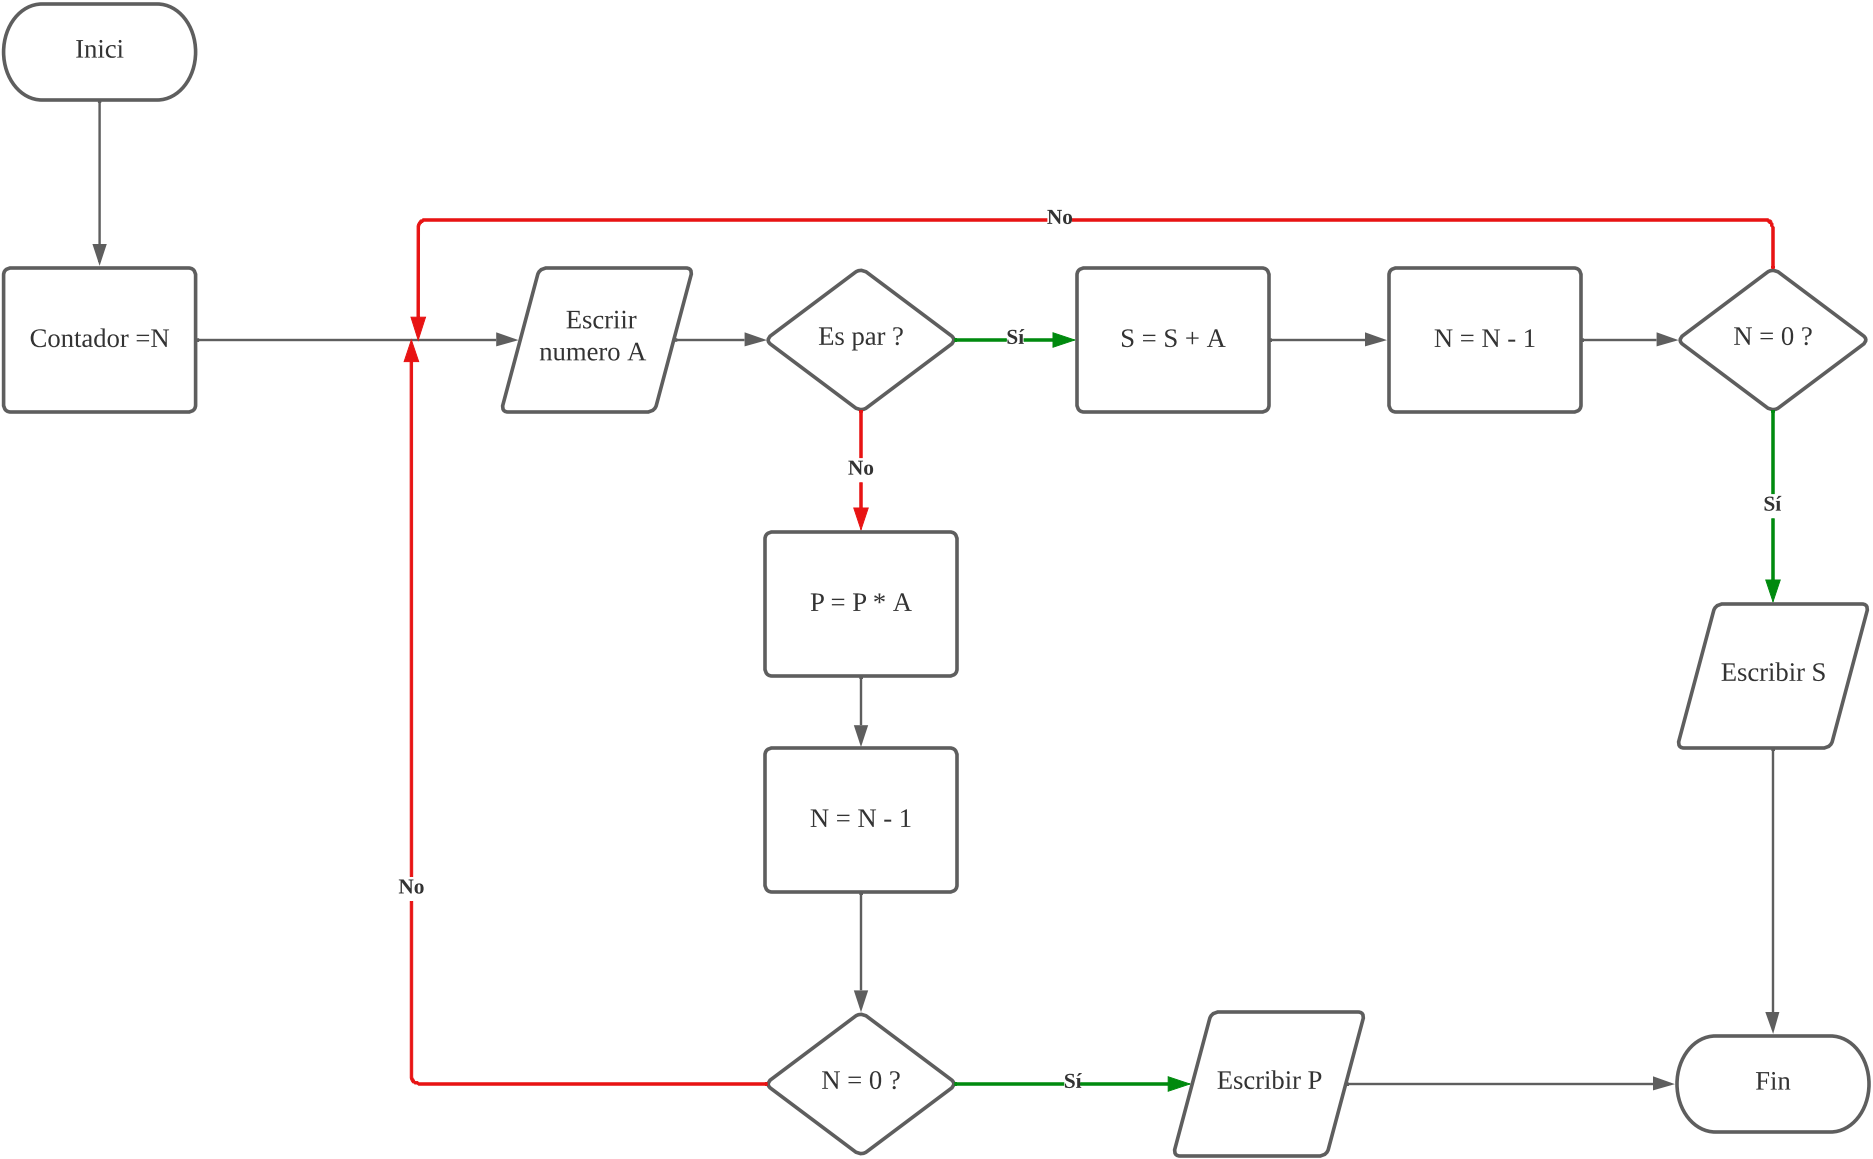 Inici
No
Contador =N
Escriir
numero A
Es par ?
Sí
S = S + A
N = N - 1
N = 0 ?
No
Sí
P = P * A
Escribir S
N = N - 1
No
N = 0 ?
Sí
Escribir P
Fin